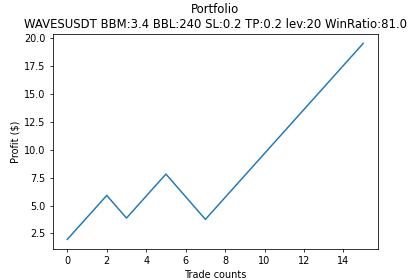 Portfolio
WAVESUSDT BBM:3.4 BBL:240 SL:0.2 TP:0.2 lev:20 WinRatio:81.0
20.0
17.5
15.0
12.5
10.0
7.5
5.0
2.5
Profit ($)
0 2 4 6 8 10 12 14
Trade counts